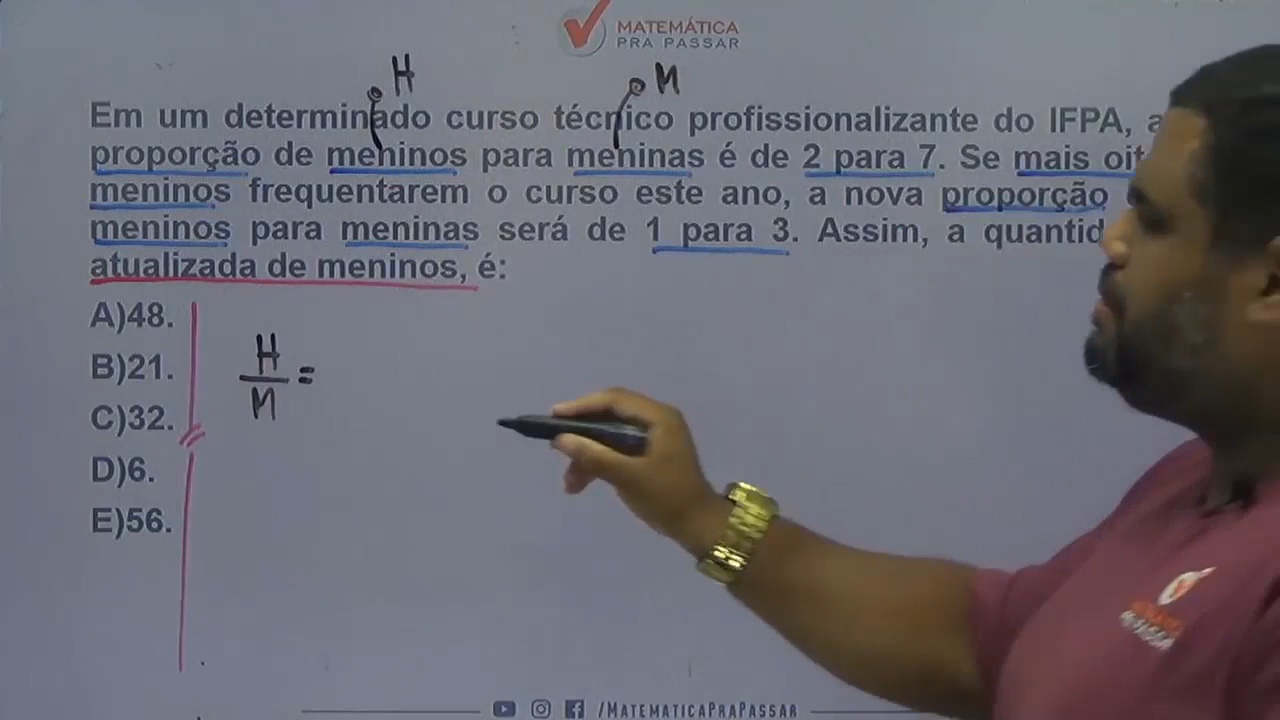 MATEMÁTICA
PRA PASSAR
H
M
Em um determinado curso técnico profissionalizante do IFPA, a
proporção de meninos para meninas é de 2 para 7. Se mais
meninos frequentarem o curso este ano, a nova proporção
meninos para meninas será de 1 para 3. Assim, a
atualizada de meninos, é:
A)48.
B)21.
C)32.
D)6.
E)56.
H
M
=
/MATEMATICAPRAPASSAR